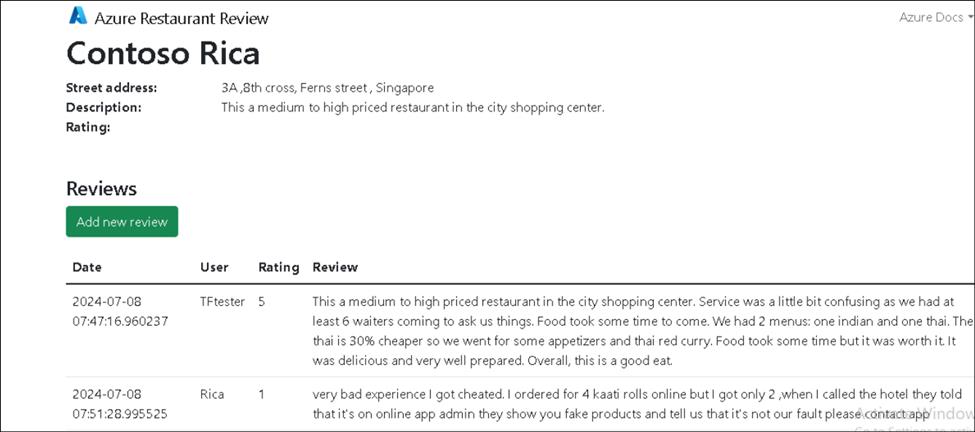 Azure Restaurant Review
Azure Docs
Contoso Rica
Street address: 3A ,8th cross, Ferns street , Singapore
Description: This a medium to high priced restaurant in the city shopping center.
Rating:
Reviews
Add new review
Date User Rating Review
2024-07-08 TFtester 5 This a medium to high priced restaurant in the city shopping center. Service was a little bit confusing as we had at
07:47:16.960237 least 6 waiters coming to ask us things. Food took some time to come. We had 2 menus: one indian and one thai. The
thai is 30% cheaper so we went for some appetizers and thai red curry. Food took some time but it was worth it. It
was delicious and very well prepared. Overall, this is a good eat.
2024-07-08 Rica 1 very bad experience I got cheated. I ordered for 4 kaati rolls online but I got only 2 ,when I called the hotel they told
07:51:28.995525 that it's on online app admin they show you fake products and tell us that it's not our fault please contact app
Activate Window